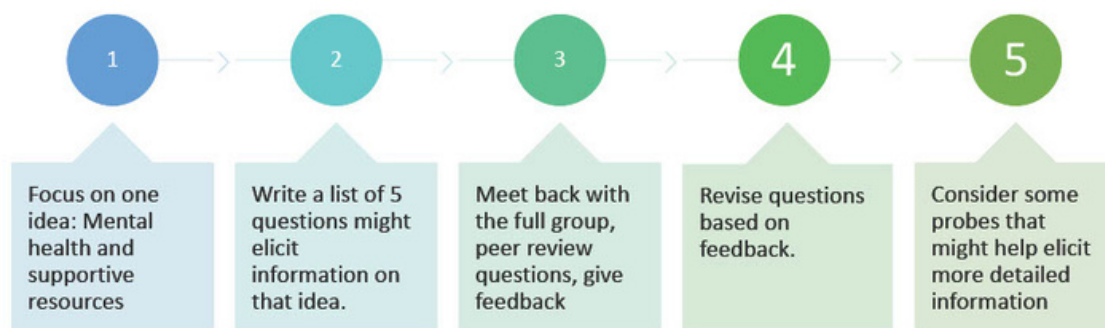 1
2
3
4
5
Focus on one
idea: Mental
health and
supportive
resources
Write a list of 5
questions might
elicit
information on
that idea.
Meet back with
the full group,
peer review
questions, give
feedback
Revise questions
based on
feedback.
Consider some
probes that
might help elicit
more detailed
information